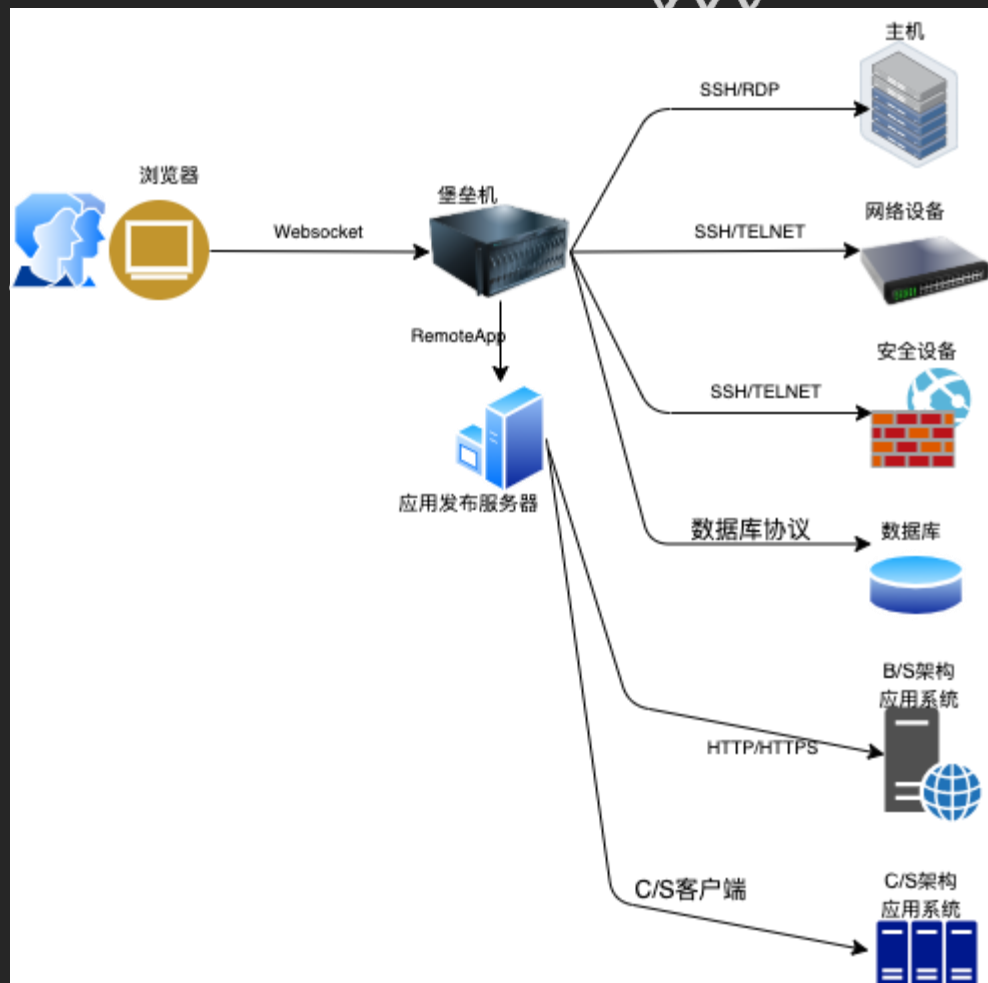 主机
SSH/RDP
浏览器
堡垒机
网络设备
Websocket
SSH/TELNET
RemoteApp
安全设备
SSH/TELNET
应用发布服务器
数据库协议
数据库
B/S架构
应用系统
HTTP/HTTPS
C/S客户端
C/S架构
应用系统